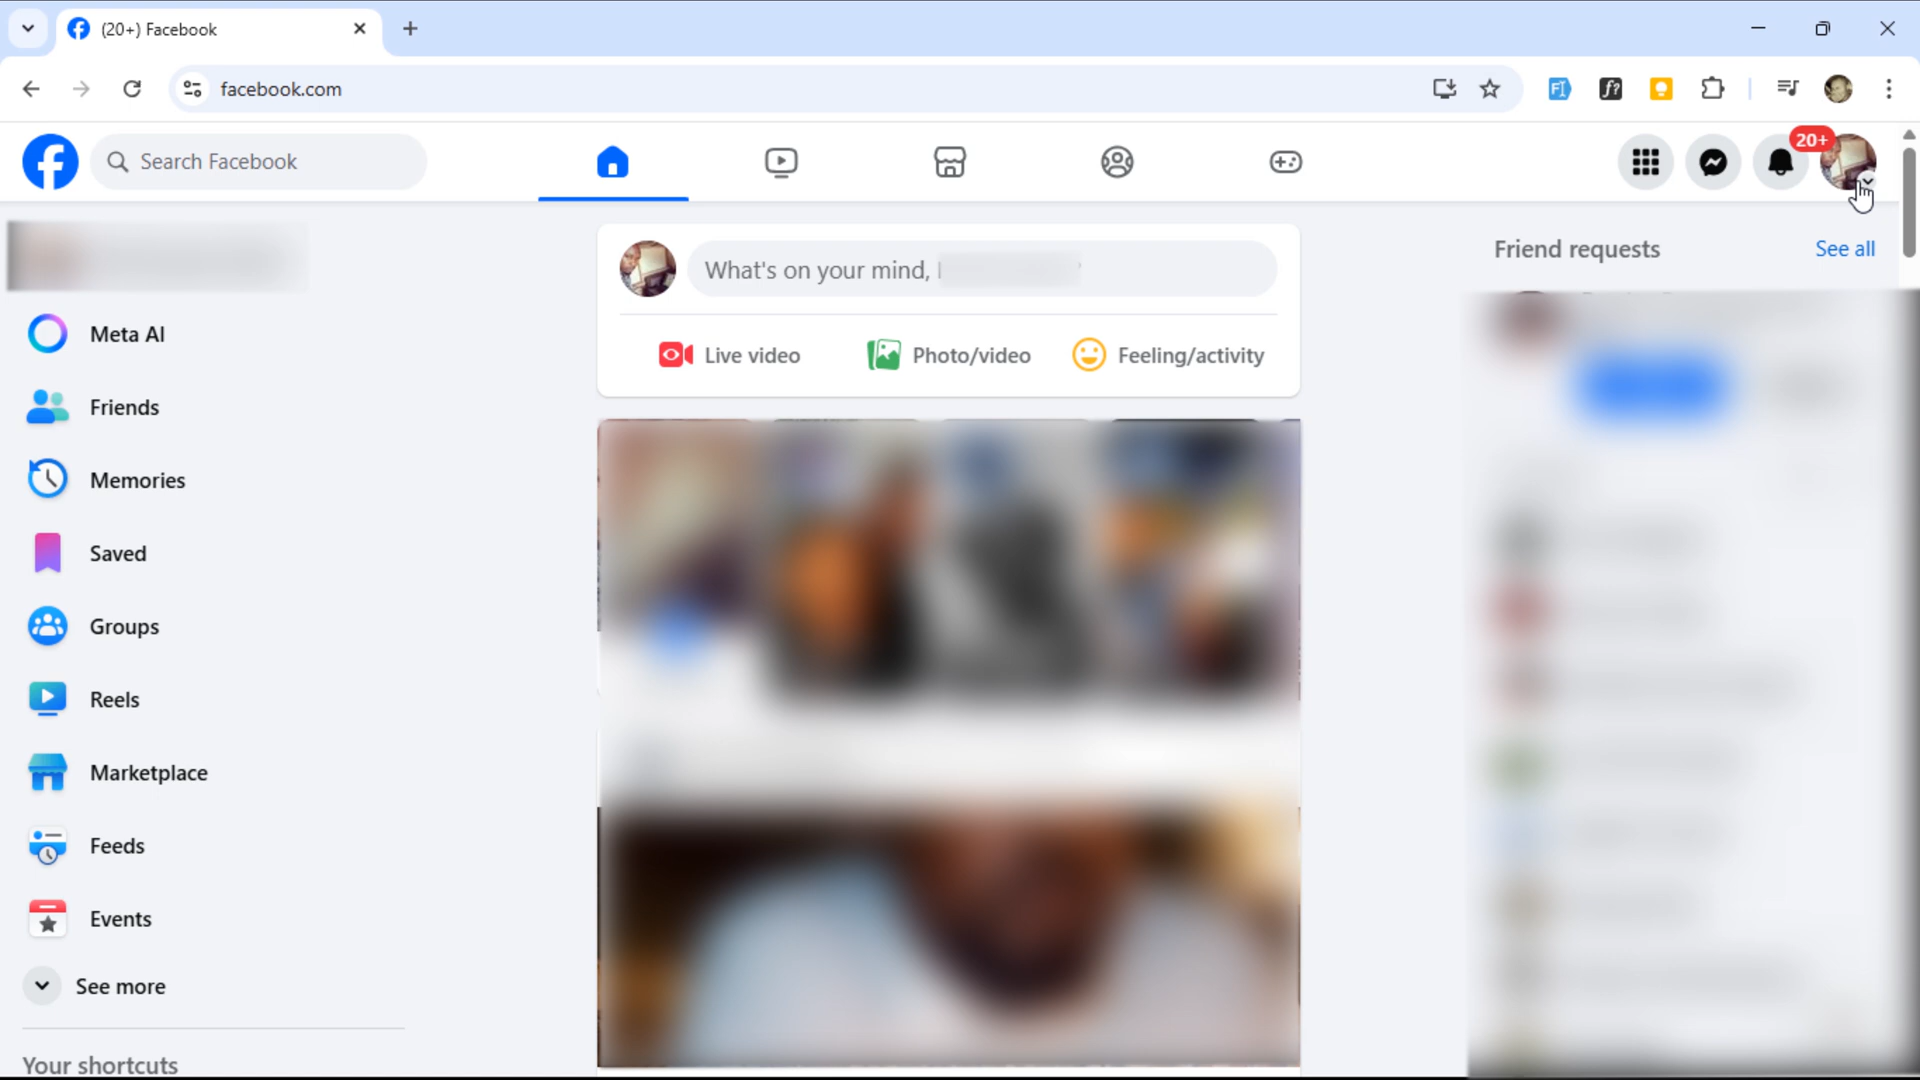 (20+) Facebook
facebook.com
Search Facebook
20+
Friend requests
See all
What's on your mind,
Live video
Photo/video
Feeling/activity
Meta AI
Friends
Memories
Saved
Groups
Reels
Marketplace
Feeds
Events
See more
Your shortcuts